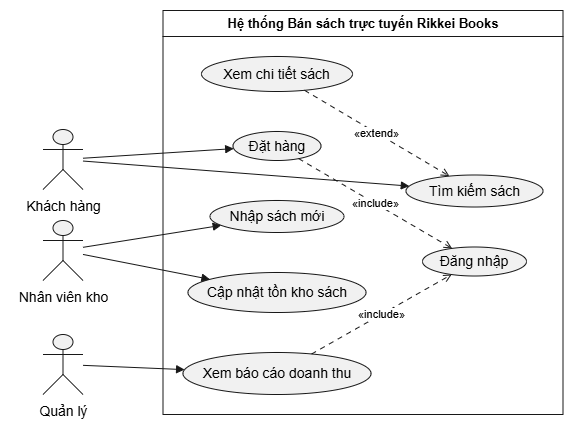 Hệ thống Bán sách trực tuyến Rikkei Books
Xem chi tiết sách
«extend»
Đặt hàng
Khách hàng
Tìm kiếm sách
«include»
Nhập sách mới
Đăng nhập
Nhân viên kho
Cập nhật tồn kho sách
«include»
Xem báo cáo doanh thu
Quản lý